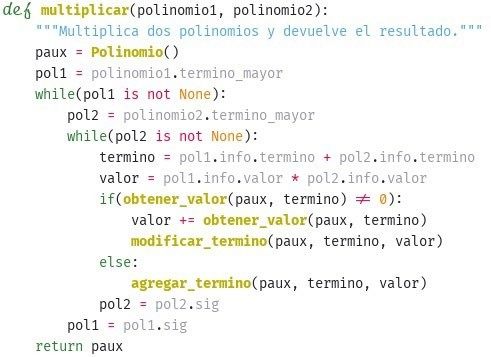 def multiplicar(polinomio1, polinomio2):
    """Multiplica dos polinomios y devuelve el resultado."""
    paux = Polinomio()
    pol1 = polinomio1.termino_mayor
    while(pol1 is not None):
        pol2 = polinomio2.termino_mayor
        while(pol2 is not None):
            termino = pol1.info.termino + pol2.info.termino
            valor = pol1.info.valor * pol2.info.valor
            if(obtener_valor(paux, termino) ≠ 0):
                valor += obtener_valor(paux, termino)
                modificar_termino(paux, termino, valor)
            else:
                agregar_termino(paux, termino, valor)
            pol2 = pol2.sig
        pol1 = pol1.sig
    return paux